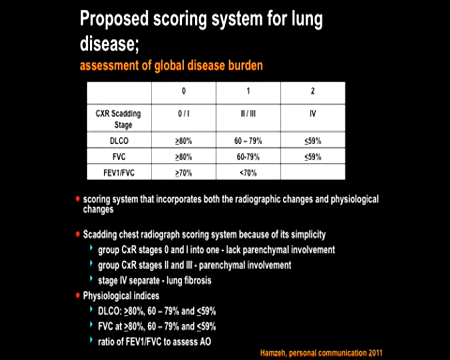 Proposed scoring system for lung
disease;
assessment of global disease burden
0 1 2
CXR Scadding Stage 0 / I II / III IV
DLCO ≥80% 60 – 79% ≤59%
FVC ≥80% 60-79% ≤59%
FEV1/FVC ≥70% <70%
scoring system that incorporates both the radiographic changes and physiological
changes
Scadding chest radiograph scoring system because of its simplicity
group CxR stages 0 and I into one - lack parenchymal involvement
group CxR stages II and III - parenchymal involvement
stage IV separate - lung fibrosis
Physiological indices
DLCO: ≥80%, 60 – 79% and ≤59%
FVC at ≥80%, 60 – 79% and ≤59%
ratio of FEV1/FVC to assess AO
Hamzeh, personal communication 2011